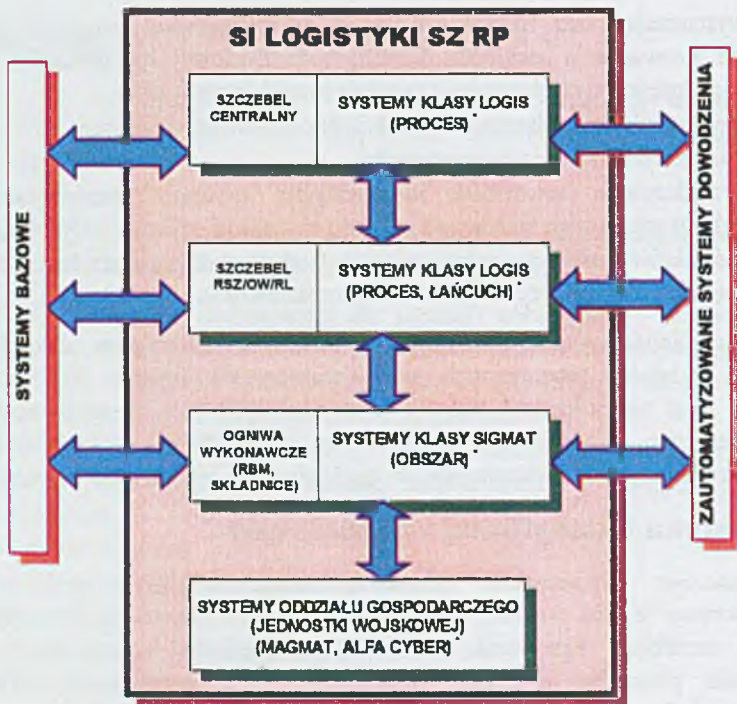 SI LOGISTYKI SZ RP
SYSTEMY BAZOWE
SZCZEBEL
CENTRALNY
SYSTEMY KLASY LOGIS
(PROCES)*
SZCZEBEL
RSZ/OW/RL
SYSTEMY KLASY LOGIS
(PROCES, ŁAŃCUCH)*
OGNIWA
WYKONAWCZE
(RBM,
SKŁADNICE)
SYSTEMY KLASY SIGMAT
(OBSZAR)*
SYSTEMY ODDZIAŁU GOSPODARCZEGO
(JEDNOSTKI WOJSKOWEJ)
(MAGMAT, ALFA CYBER)*
ZAUTOMATYZOWANE SYSTEMY DOWODZENIA